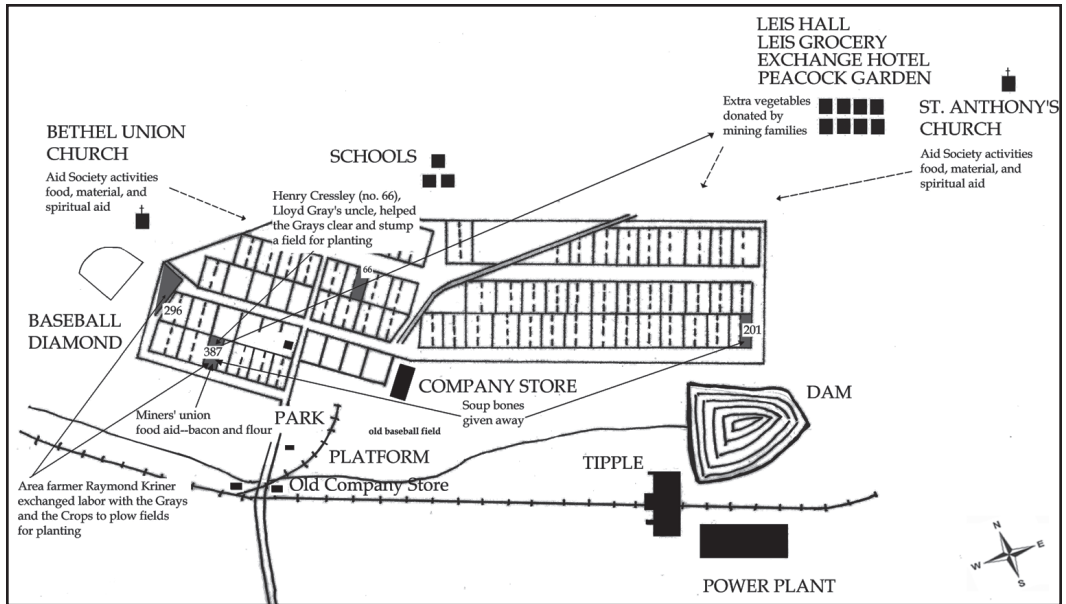 LEIS HALL
LEIS GROCERY
EXCHANGE HOTEL
PEACOCK GARDEN
Extra vegetables
donated by
mining families
ST. ANTHONY'S
CHURCH
Aid Society activities
food, material, and
spiritual aid
BETHEL UNION
CHURCH
Aid Society activities
food, material, and
spiritual aid
SCHOOLS
Henry Cressley (no. 66),
Lloyd Gray's uncle, helped
the Grays clear and stump
a field for planting
66
296
BASEBALL
DIAMOND
387
201
COMPANY STORE
Soup bones
given away
DAM
Miners' union
food aid--bacon and flour
PARK
old baseball field
PLATFORM
TIPPLE
Old Company Store
Area farmer Raymond Kriner
exchanged labor with the Grays
and the Crops to plow fields
for planting
POWER PLANT
N
E
W
S